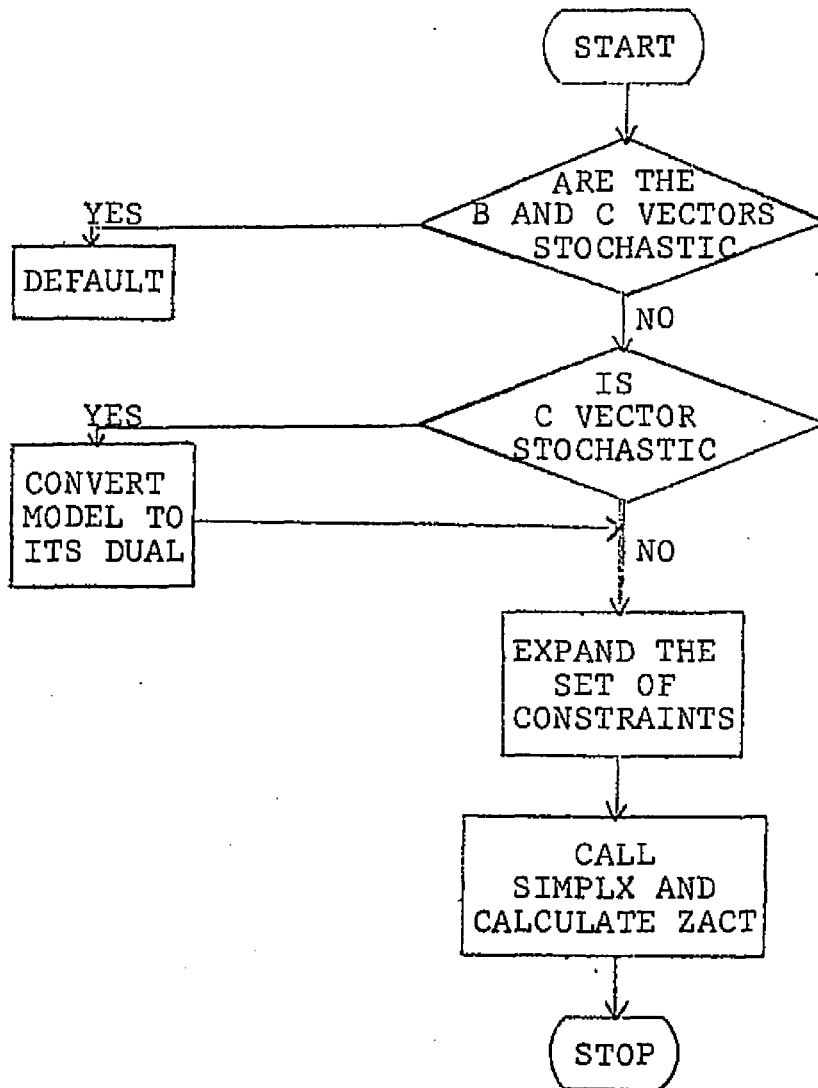 START
ARE THE
B AND C VECTORS
STOCHASTIC
YES
DEFAULT
NO
IS
C VECTOR
STOCHASTIC
YES
CONVERT
MODEL TO
ITS DUAL
NO
EXPAND THE
SET OF
CONSTRAINTS
CALL
SIMPLX AND
CALCULATE ZACT
STOP